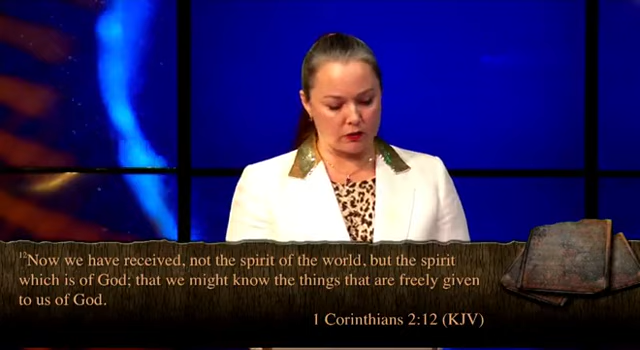 ¹²Now we have received, not the spirit of the world, but the spirit
which is of God; that we might know the things that are freely given
to us of God.
1 Corinthians 2:12 (KJV)